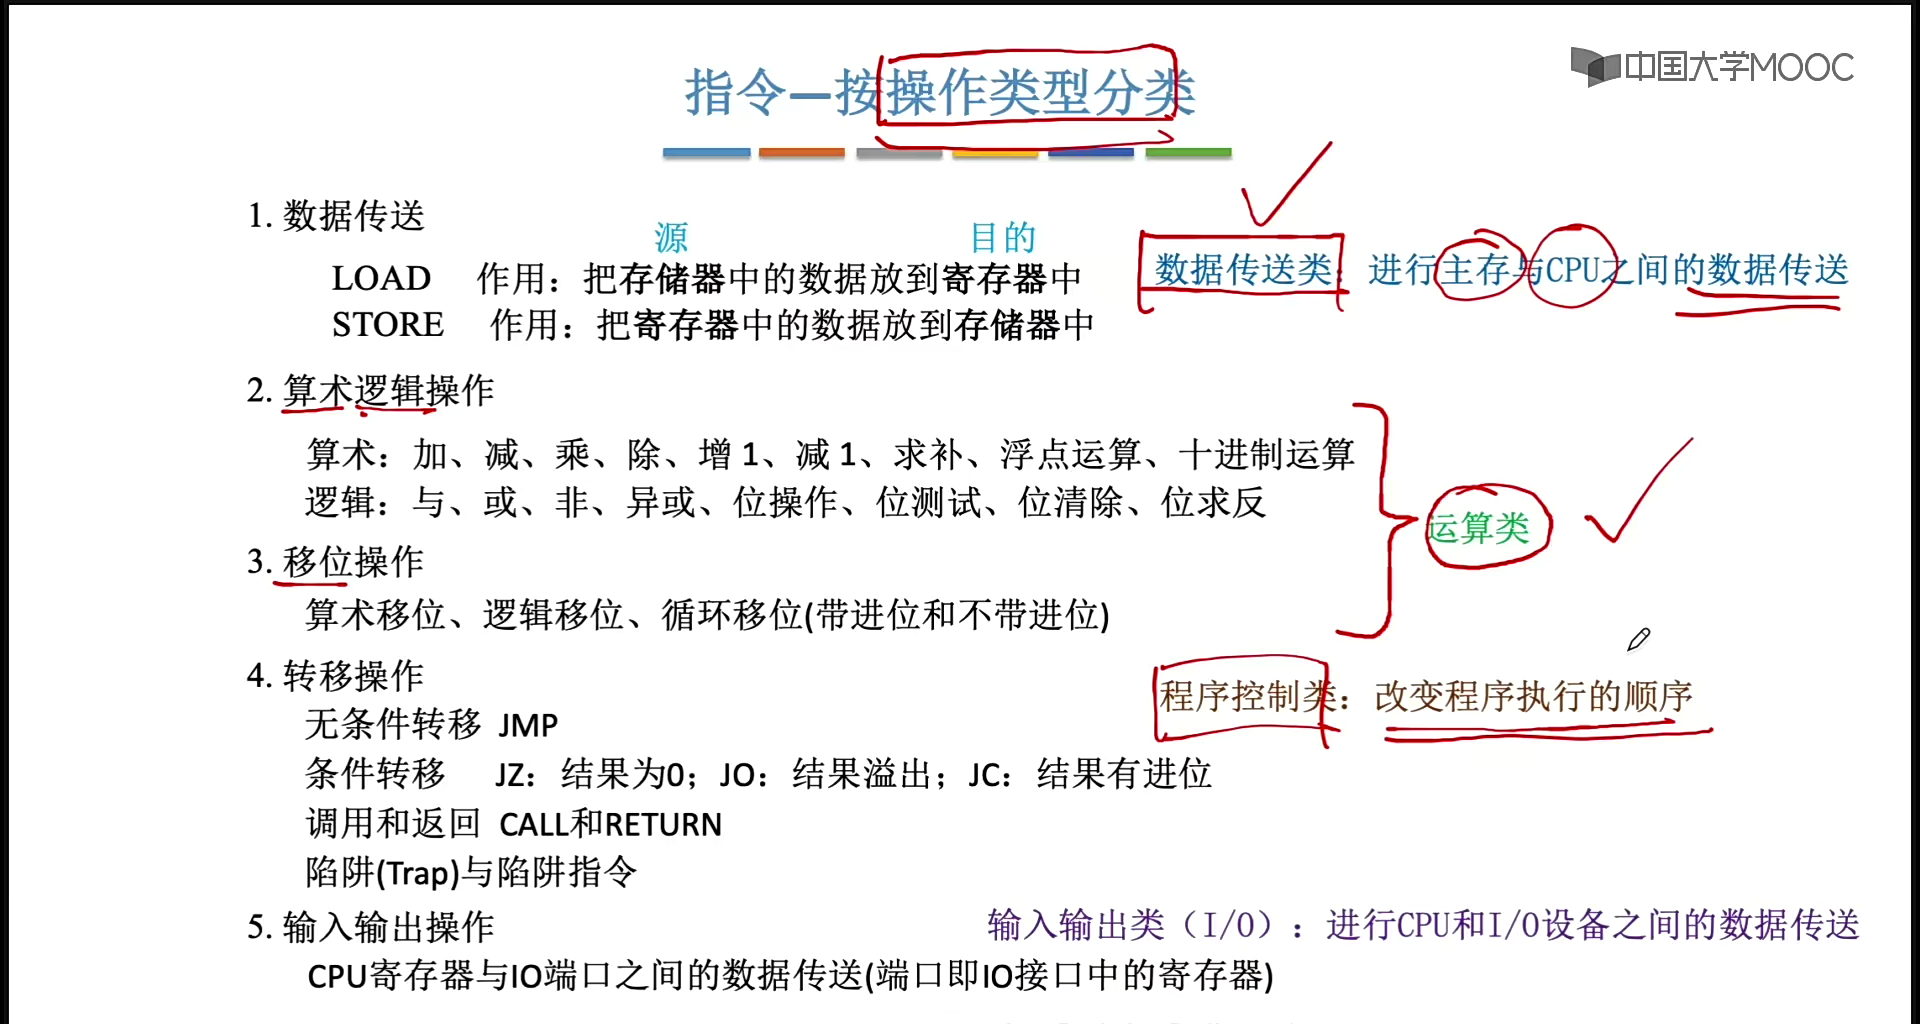 中国大学MOOC
指令—按操作类型分类
1. 数据传送
源 目的
LOAD 作用：把存储器中的数据放到寄存器中
数据传送类：进行主存与CPU之间的数据传送
STORE 作用：把寄存器中的数据放到存储器中
2. 算术逻辑操作
算术：加、减、乘、除、增 1、减 1、求补、浮点运算、十进制运算
逻辑：与、或、非、异或、位操作、位测试、位清除、位求反
运算类
3. 移位操作
算术移位、逻辑移位、循环移位(带进位和不带进位)
4. 转移操作
程序控制类：改变程序执行的顺序
无条件转移 JMP
条件转移 JZ：结果为0；JO：结果溢出；JC：结果有进位
调用和返回 CALL和RETURN
陷阱(Trap)与陷阱指令
5. 输入输出操作
输入输出类（I/O）：进行CPU和I/O设备之间的数据传送
CPU寄存器与IO端口之间的数据传送(端口即IO接口中的寄存器)